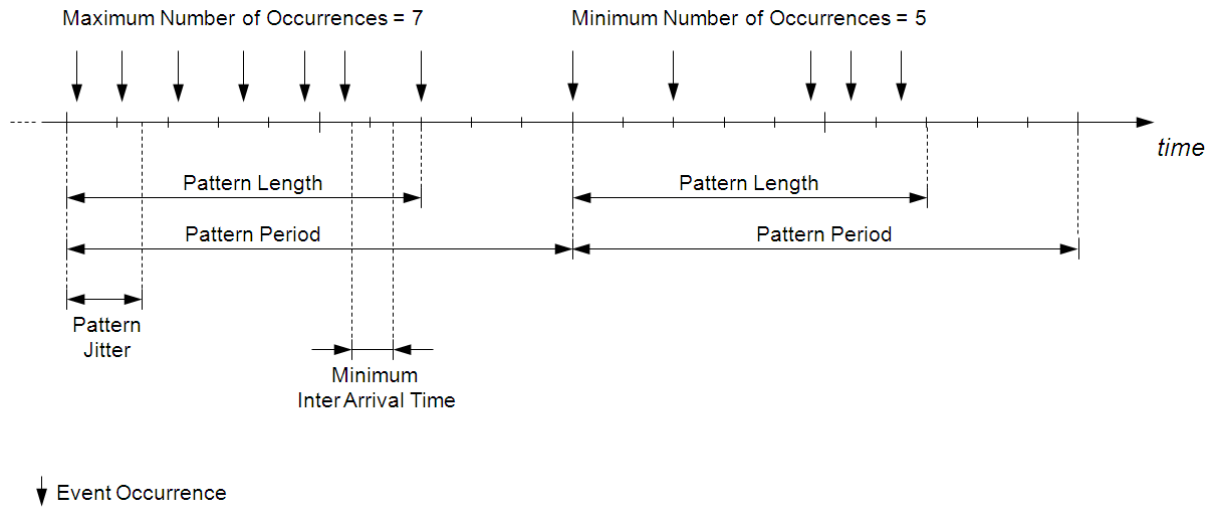 Maximum Number of Occurrences = 7
Minimum Number of Occurrences = 5
time
Pattern Length
Pattern Length
Pattern Period
Pattern Period
Pattern
Jitter
Minimum
Inter Arrival Time
Event Occurrence